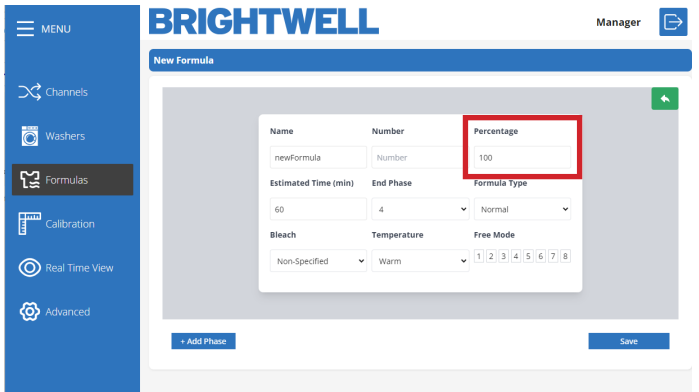 MENU
BRIGHTWELL
Manager
New Formula
Channels
Washers
Formulas
Calibration
Real Time View
Advanced
Name Number Percentage
newFormula Number 100
Estimated Time (min) End Phase Formula Type
60 4 Normal
Bleach Temperature Free Mode
Non-Specified Warm 1 2 3 4 5 6 7 8
+ Add Phase Save